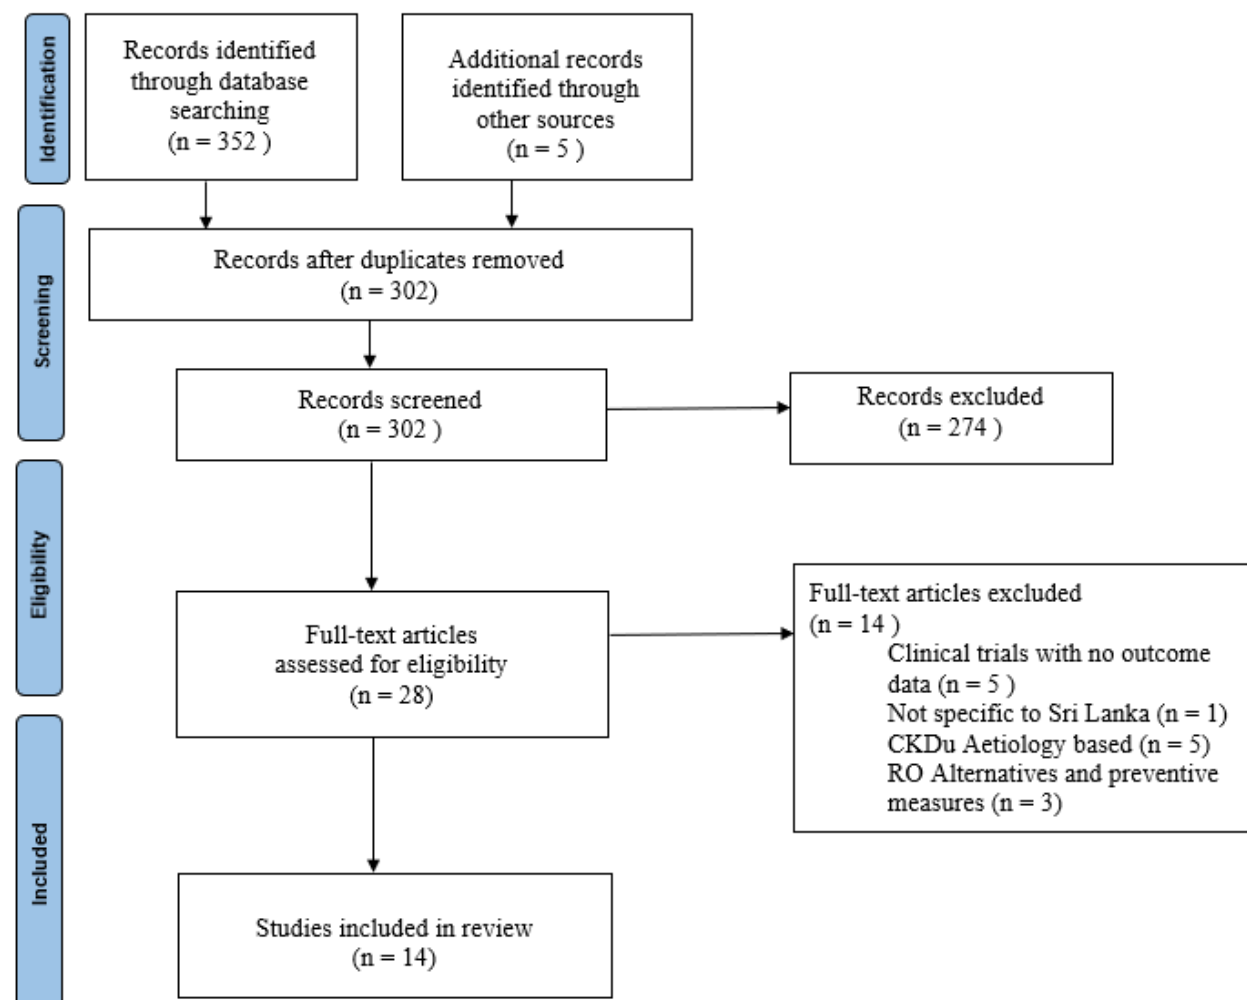 Identification
Records identified
through database
searching
(n = 352 )
Additional records
identified through
other sources
(n = 5 )
Screening
Records after duplicates removed
(n = 302)
Records screened
(n = 302 )
Records excluded
(n = 274 )
Eligibility
Full-text articles
assessed for eligibility
(n = 28)
Full-text articles excluded
(n = 14 )
Clinical trials with no outcome
data (n = 5 )
Not specific to Sri Lanka (n = 1)
CKDu Aetiology based (n = 5)
RO Alternatives and preventive
measures (n = 3)
Included
Studies included in review
(n = 14)